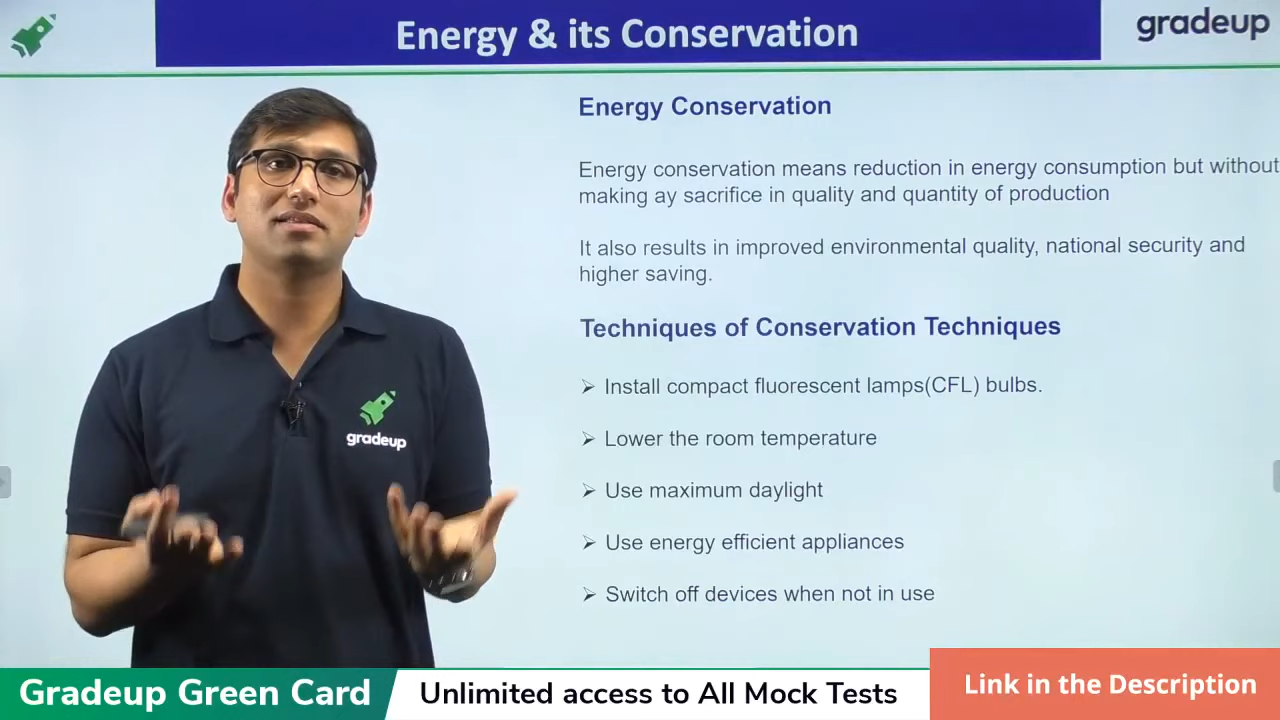 Energy & its Conservation
gradeup
Energy Conservation
Energy conservation means reduction in energy consumption but without
making ay sacrifice in quality and quantity of production
It also results in improved environmental quality, national security and
higher saving.
Techniques of Conservation Techniques
➢ Install compact fluorescent lamps(CFL) bulbs.
➢ Lower the room temperature
➢ Use maximum daylight
➢ Use energy efficient appliances
➢ Switch off devices when not in use
gradeup
Gradeup Green Card
Unlimited access to All Mock Tests
Link in the Description